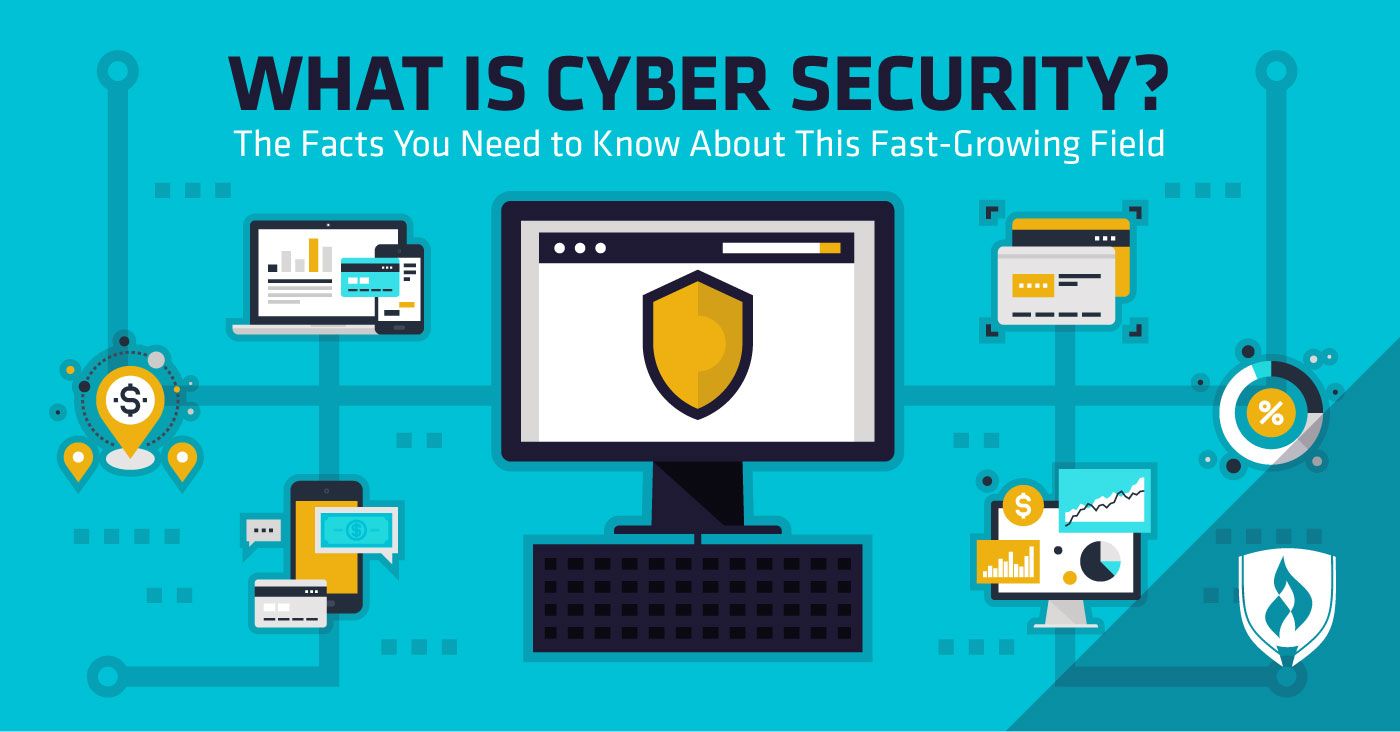 WHAT IS CYBER SECURITY?
The Facts You Need to Know About This Fast-Growing Field
$
%
$
$